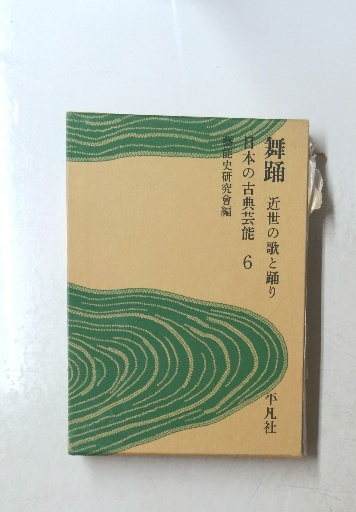 舞踊 近世の歌と踊り
日本の古典芸能 6
藝能史研究會編
平凡社